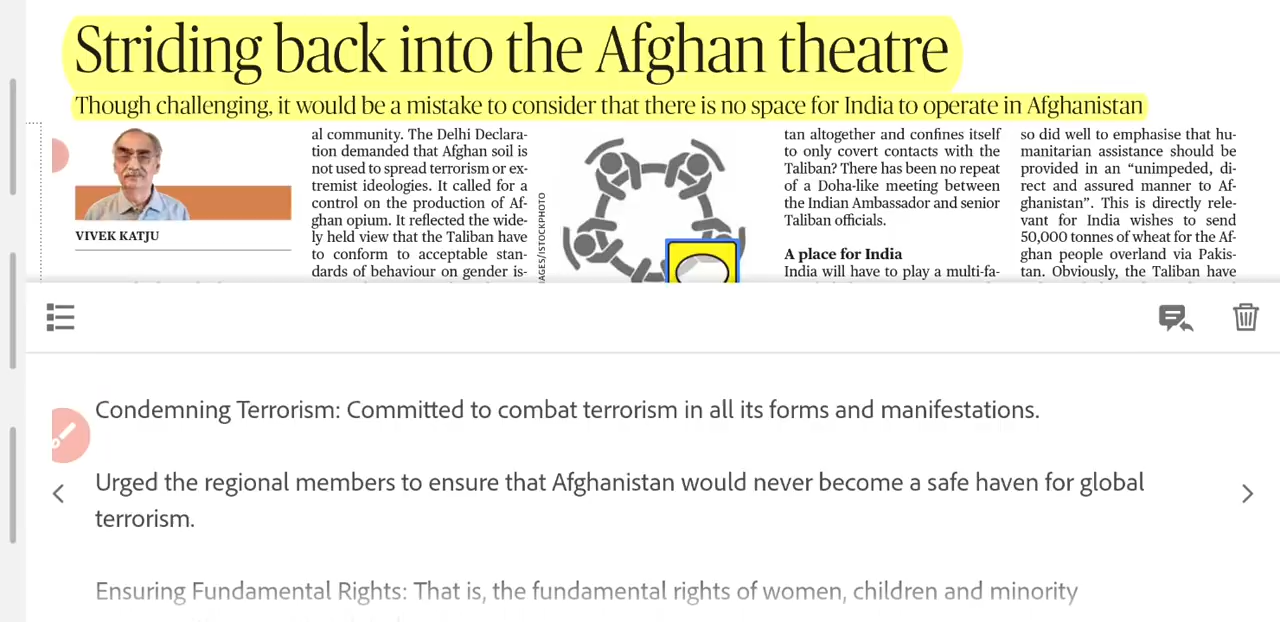 Striding back into the Afghan theatre
Though challenging, it would be a mistake to consider that there is no space for India to operate in Afghanistan
VIVEK KATJU
al community. The Delhi Declara-
tion demanded that Afghan soil is
not used to spread terrorism or ex-
tremist ideologies. It called for a
control on the production of Af-
ghan opium. It reflected the wide-
ly held view that the Taliban have
to conform to acceptable stan-
dards of behaviour on gender is-
AGES/ISTOCKPHOTO
tan altogether and confines itself
to only covert contacts with the
Taliban? There has been no repeat
of a Doha-like meeting between
the Indian Ambassador and senior
Taliban officials.
A place for India
India will have to play a multi-fa-
so did well to emphasise that hu-
manitarian assistance should be
provided in an “unimpeded, di-
rect and assured manner to Af-
ghanistan”. This is directly rele-
vant for India wishes to send
50,000 tonnes of wheat for the Af-
ghan people overland via Pakis-
tan. Obviously, the Taliban have
Condemning Terrorism: Committed to combat terrorism in all its forms and manifestations.
Urged the regional members to ensure that Afghanistan would never become a safe haven for global
terrorism.
Ensuring Fundamental Rights: That is, the fundamental rights of women, children and minority